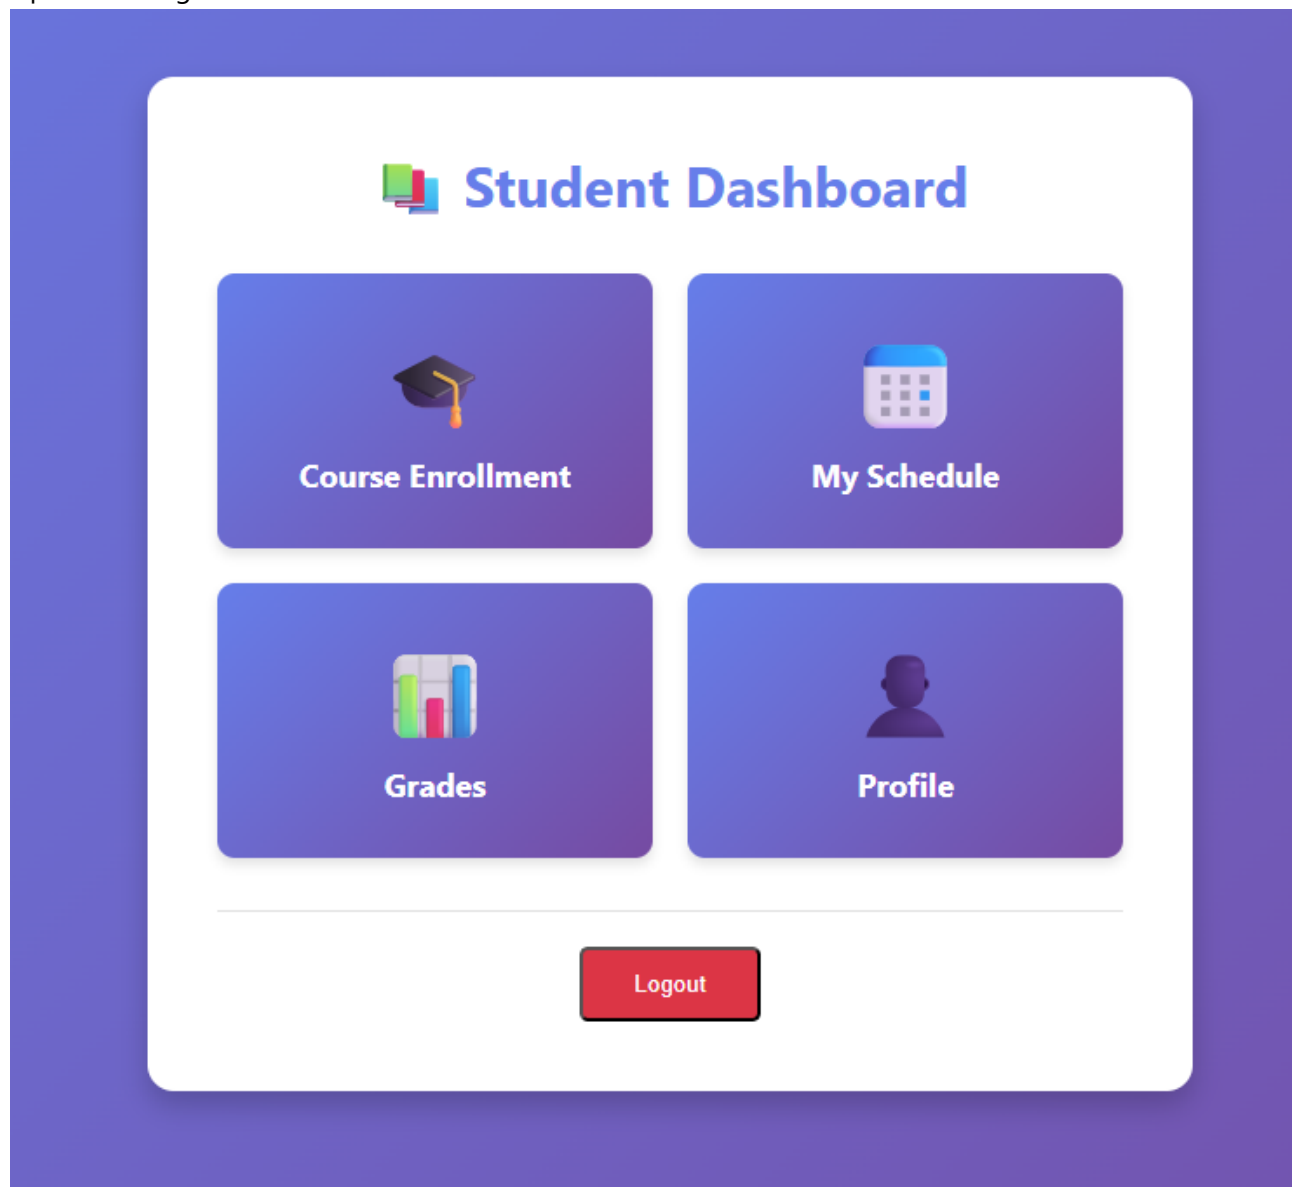 Student Dashboard
Course Enrollment
My Schedule
Grades
Profile
Logout